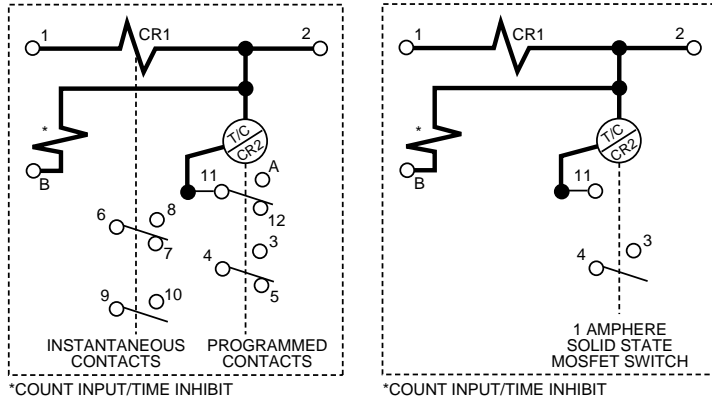 1
CR1
2
*
B
T/C
CR2
A
11
12
6
8
7
3
4
5
9
10
INSTANTANEOUS
CONTACTS
PROGRAMMED
CONTACTS
*COUNT INPUT/TIME INHIBIT
1
CR1
2
*
B
T/C
CR2
11
3
4
1 AMPHERE
SOLID STATE
MOSFET SWITCH
*COUNT INPUT/TIME INHIBIT